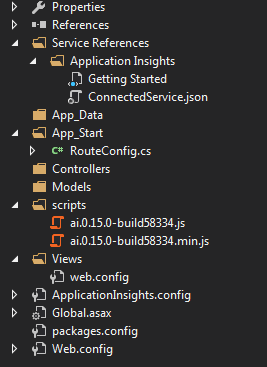 Properties
References
Service References
Application Insights
Getting Started
ConnectedService.json
App_Data
App_Start
C# RouteConfig.cs
Controllers
Models
scripts
ai.0.15.0-build58334.js
ai.0.15.0-build58334.min.js
Views
web.config
ApplicationInsights.config
Global.asax
packages.config
Web.config